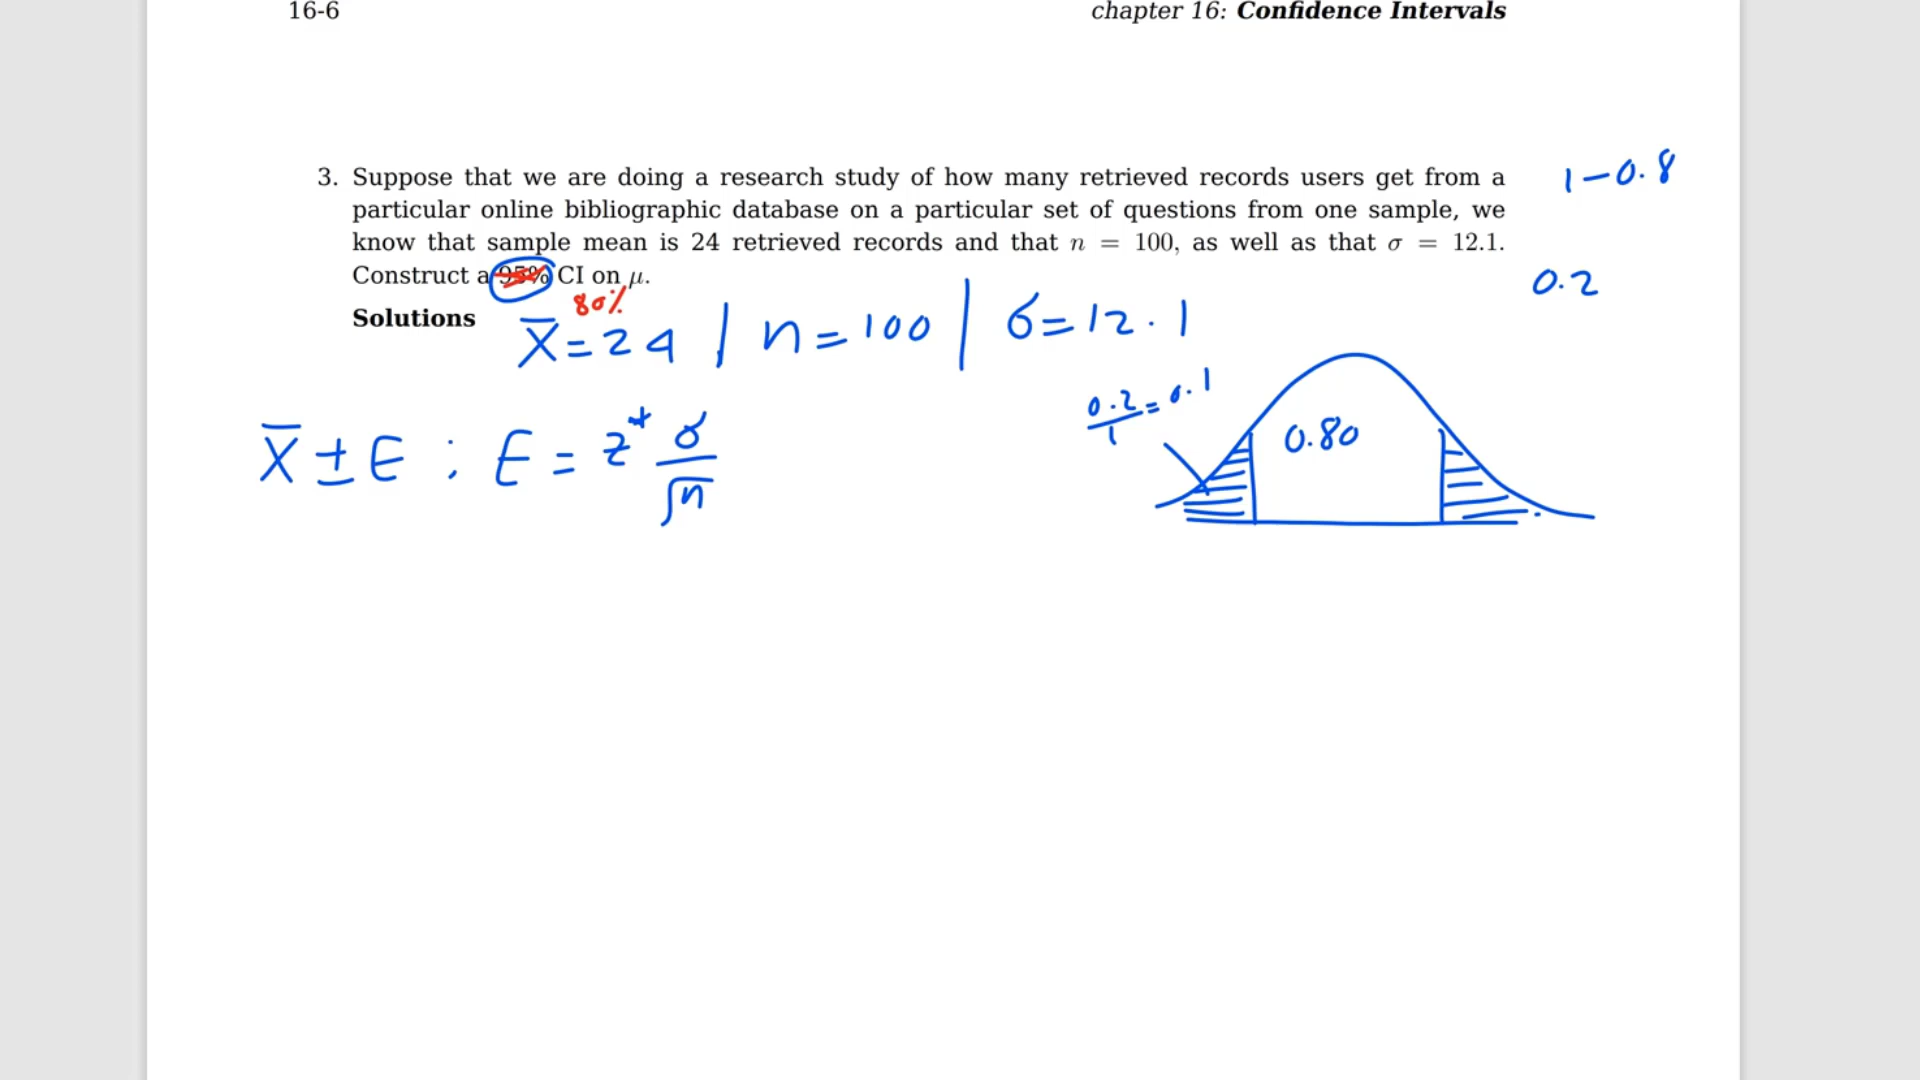 16-6 chapter 16: Confidence Intervals
3. Suppose that we are doing a research study of how many retrieved records users get from a
particular online bibliographic database on a particular set of questions from one sample, we
know that sample mean is 24 retrieved records and that n = 100, as well as that σ = 12.1.
Construct a 95% CI on μ.
80%
1-0.8
0.2
Solutions
x̄=24 | n=100 | σ=12.1
x̄±E : E = z* σ/√n
0.2/1=0.1
0.80